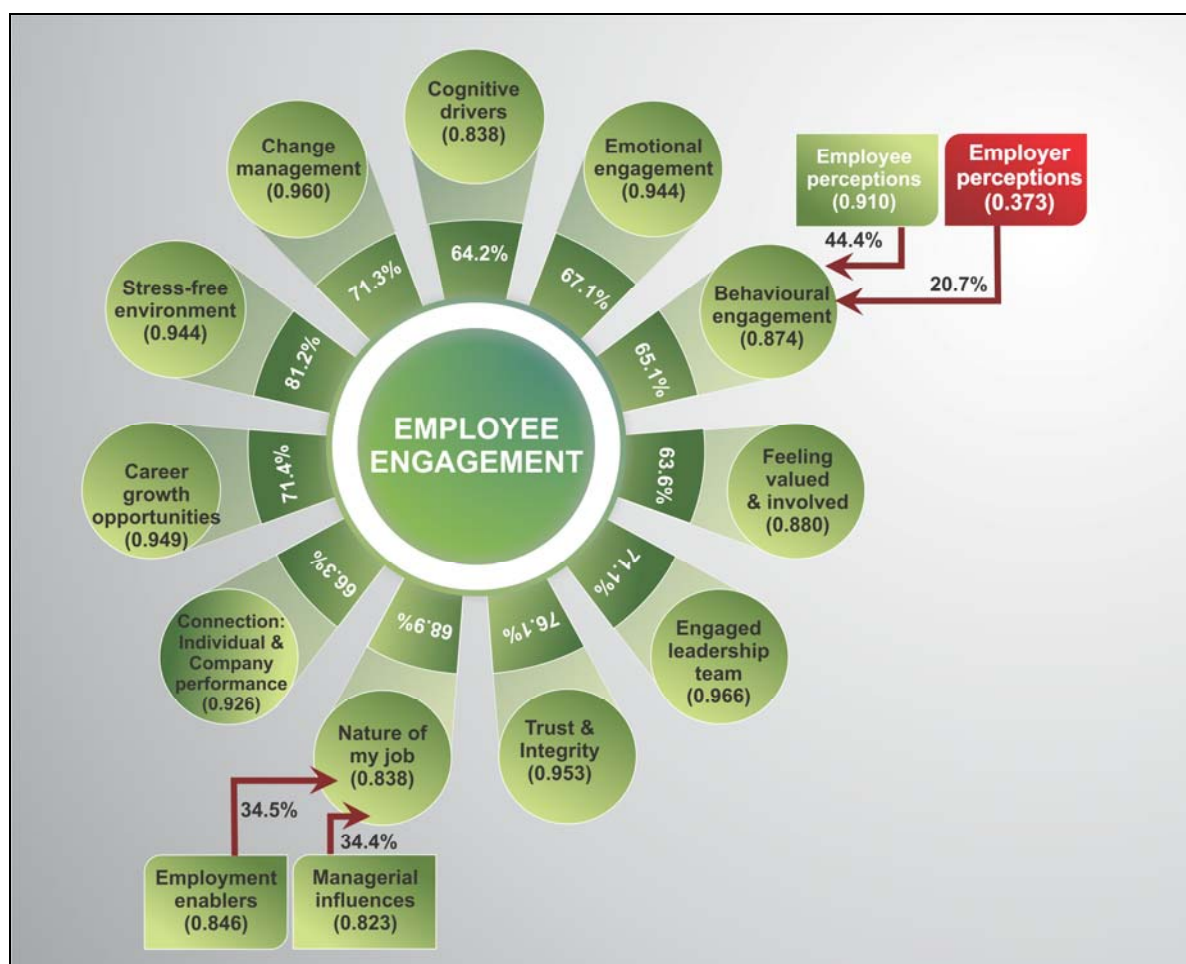 Cognitive
drivers
(0.838)
64.2%
Emotional
engagement
(0.944)
67.1%
Employee
perceptions
(0.910)
44.4%
Employer
perceptions
(0.373)
20.7%
Behavioural
engagement
(0.874)
65.1%
Feeling
valued
& involved
(0.880)
63.6%
Engaged
leadership
team
(0.966)
71.1%
Trust &
Integrity
(0.953)
76.1%
Nature of
my job
(0.838)
68.9%
34.5%
34.4%
Employment
enablers
(0.846)
Managerial
influences
(0.823)
Connection:
Individual &
Company
performance
(0.926)
66.3%
Career
growth
opportunities
(0.949)
71.4%
Stress-free
environment
(0.944)
81.2%
Change
management
(0.960)
71.3%
EMPLOYEE
ENGAGEMENT